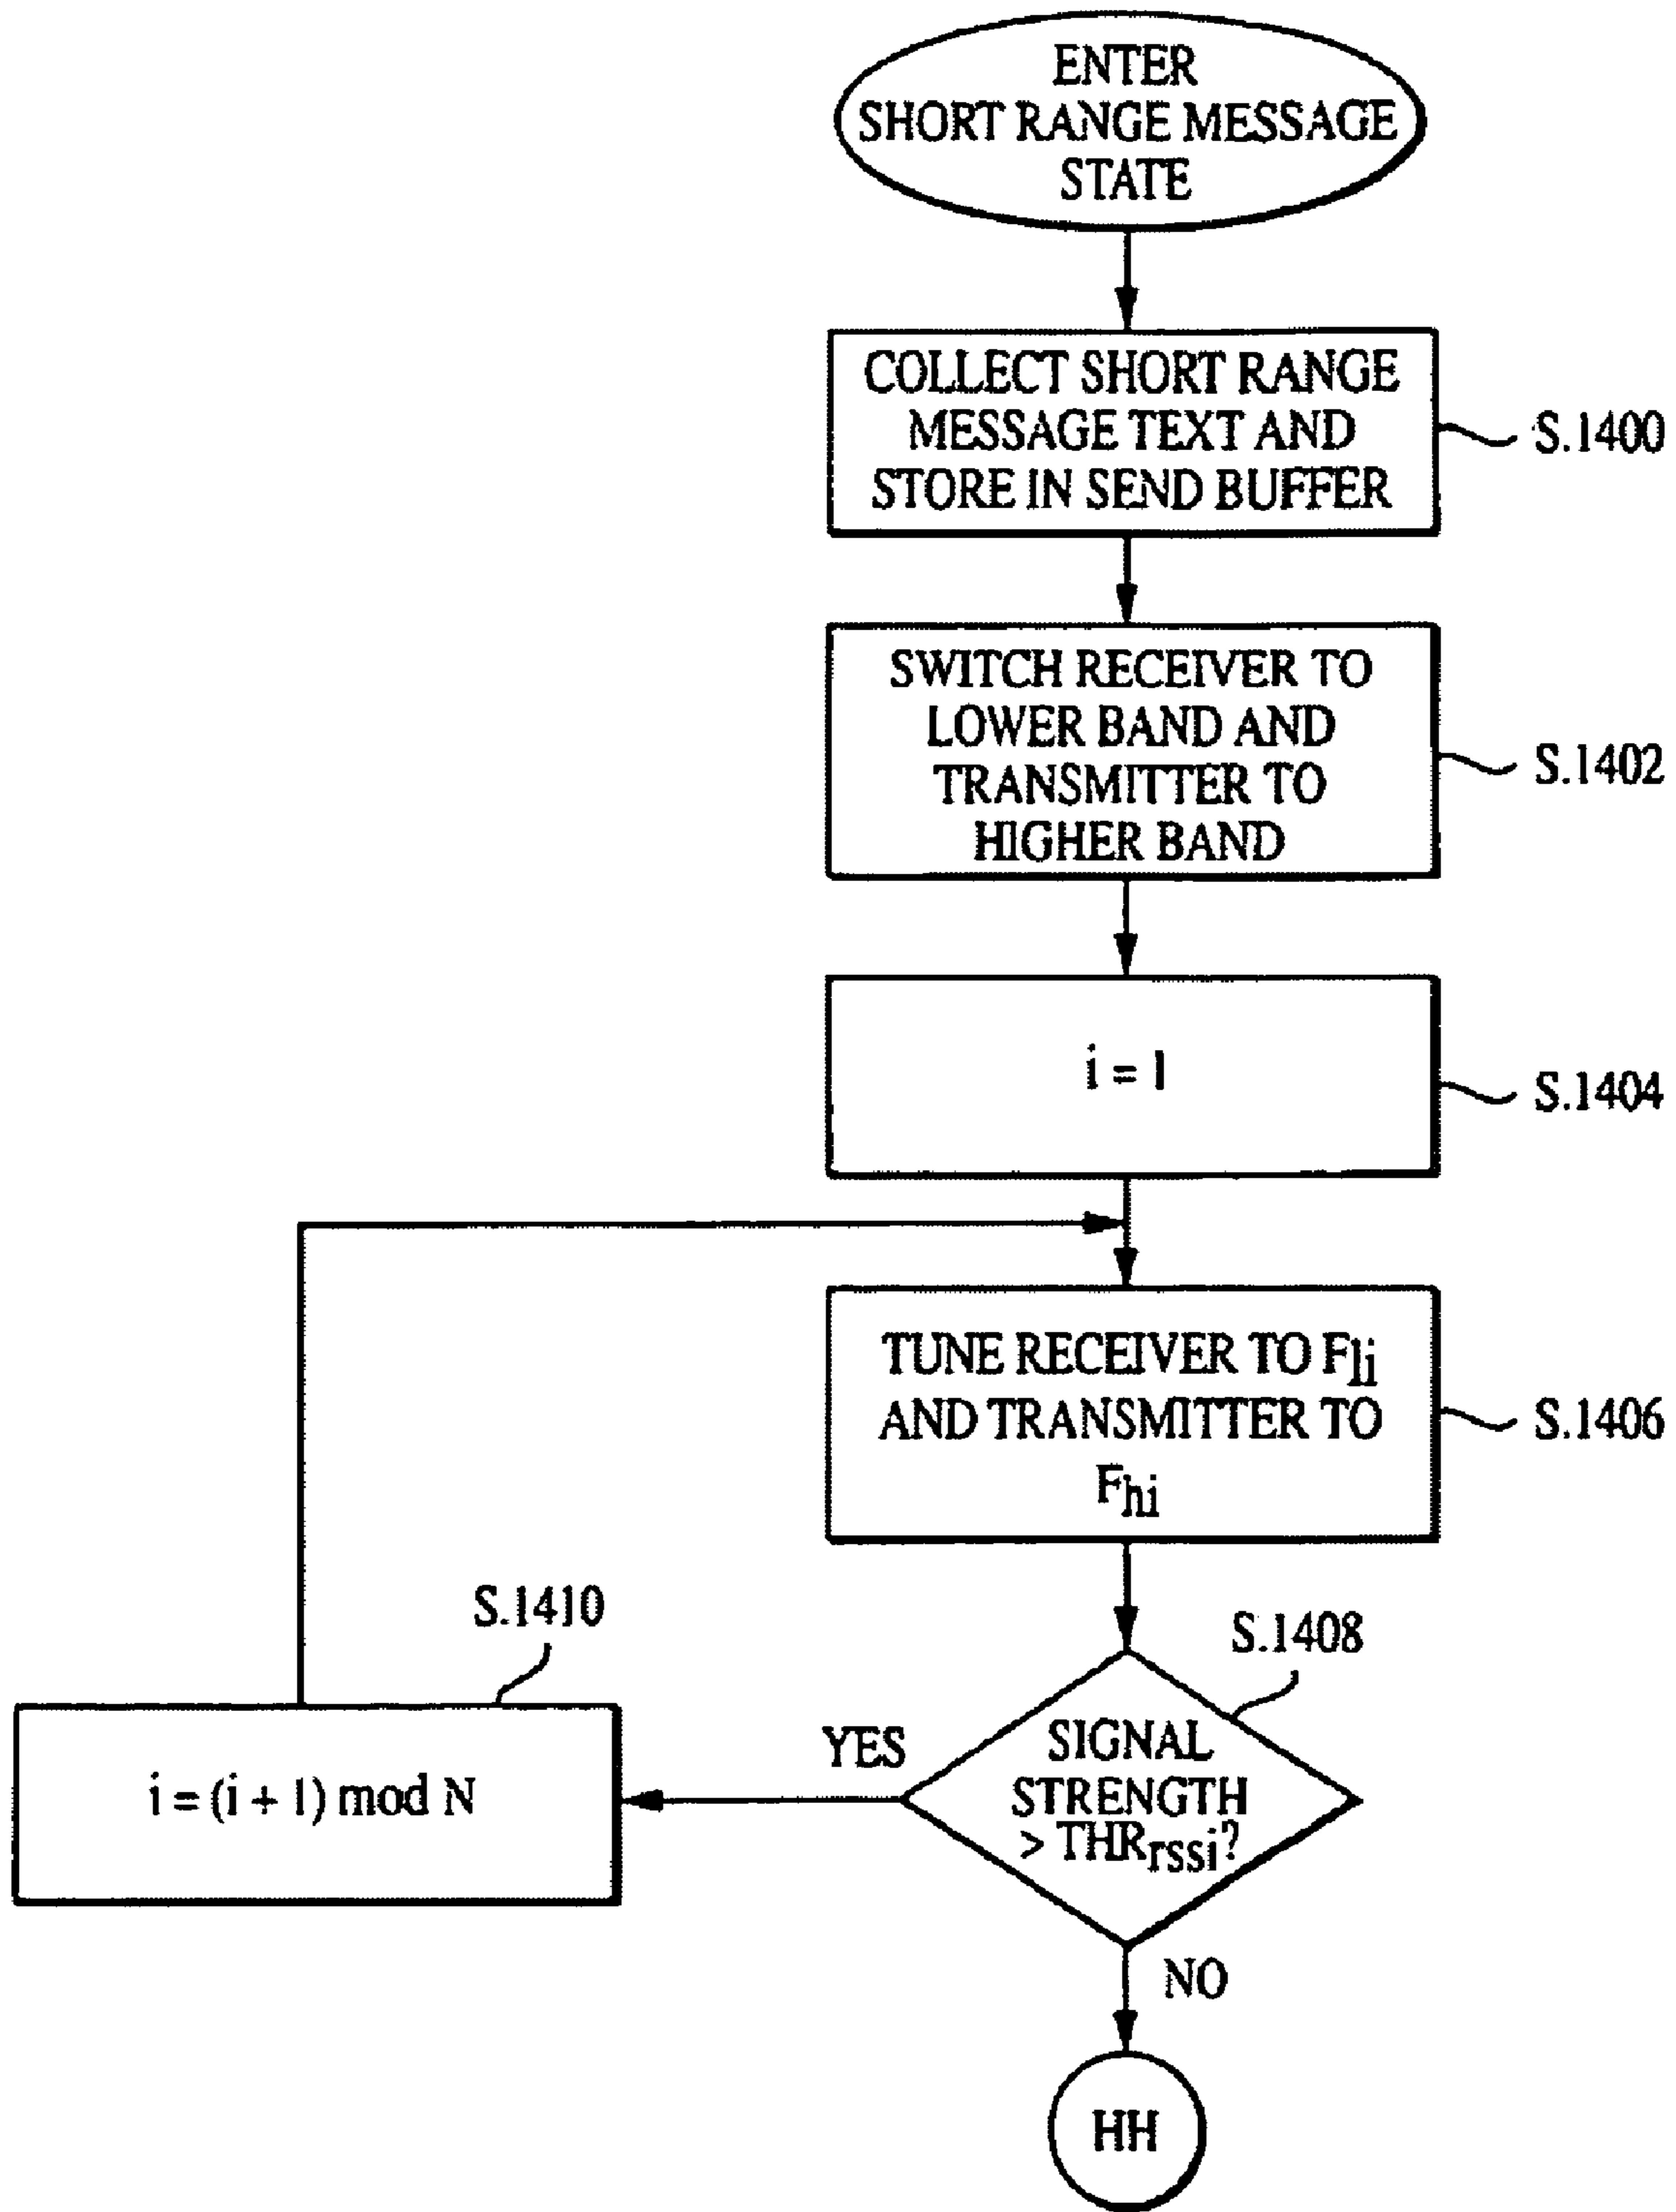 ENTER
SHORT RANGE MESSAGE
STATE
COLLECT SHORT RANGE
MESSAGE TEXT AND
STORE IN SEND BUFFER
S.1400
SWITCH RECEIVER TO
LOWER BAND AND
TRANSMITTER TO
HIGHER BAND
S.1402
i = 1
S.1404
TUNE RECEIVER TO Fli
AND TRANSMITTER TO
Fhi
S.1406
S.1410
S.1408
i = (i + 1) mod N
YES
SIGNAL
STRENGTH
> THRrssi?
NO
HH